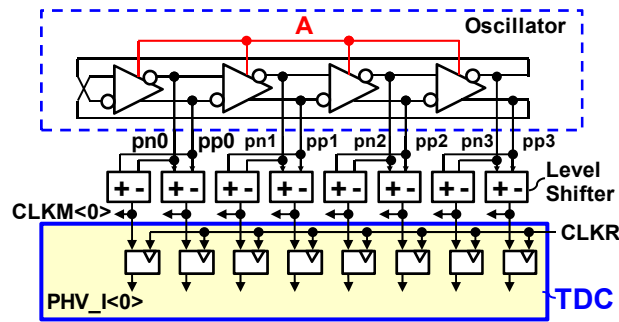 A
Oscillator
pn0 pp0 pn1 pp1 pn2 pp2 pn3 pp3
+ - + - + - + - + - + - + - + -
Level
Shifter
CLKM<0>
CLKR
PHV_I<0>
TDC